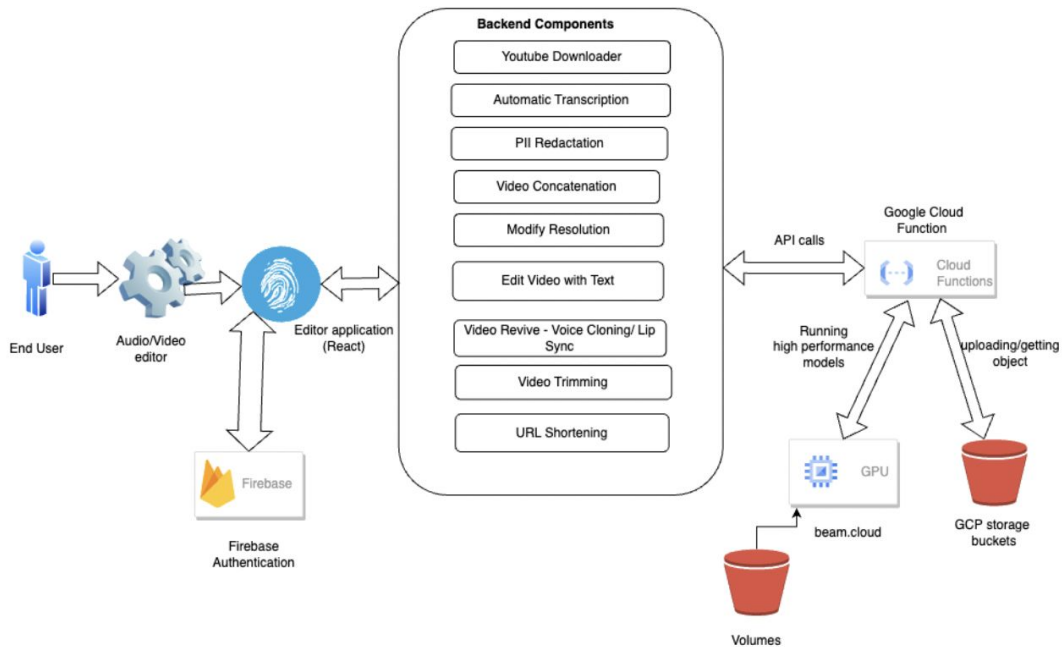 Backend Components
Youtube Downloader
Automatic Transcription
PII Redactation
Video Concatenation
Modify Resolution
Edit Video with Text
Video Revive - Voice Cloning/ Lip
Sync
Video Trimming
URL Shortening
End User
Audio/Video
editor
Editor application
(React)
Firebase
Firebase
Authentication
API calls
Google Cloud
Function
Cloud
Functions
Running
high performance
models
uploading/getting
object
GPU
beam.cloud
GCP storage
buckets
Volumes